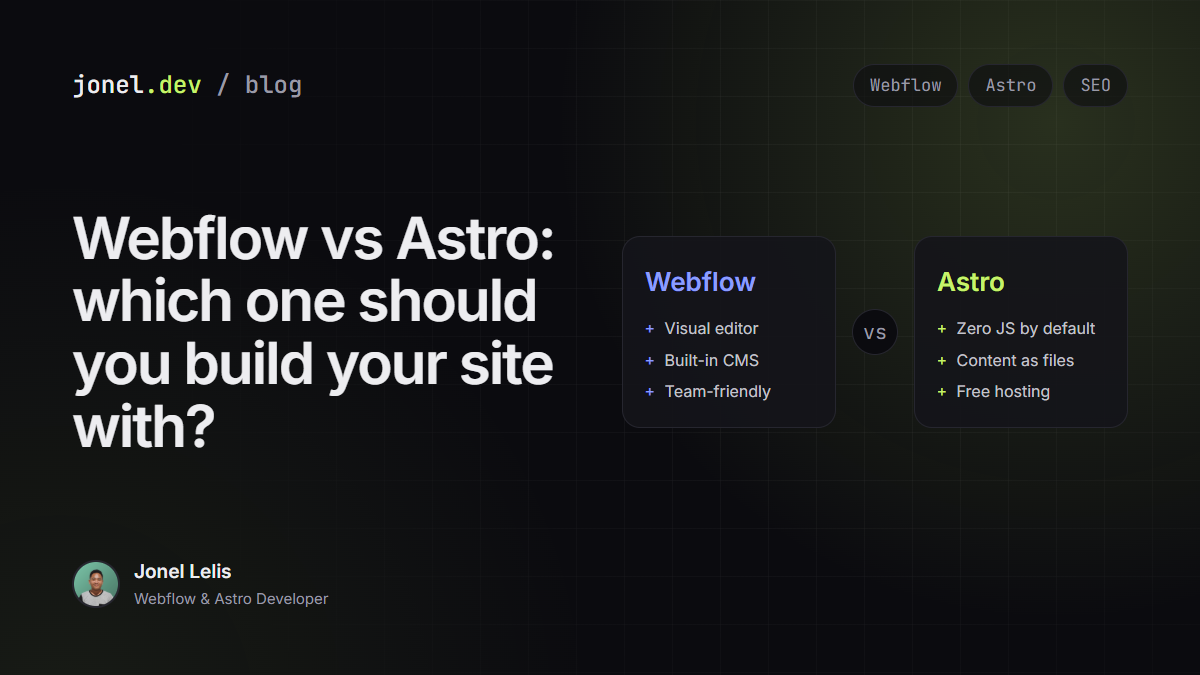 jonel.dev / blog
Webflow
Astro
SEO
Webflow vs Astro:
which one should
you build your site
with?
Webflow
+ Visual editor
+ Built-in CMS
+ Team-friendly
vs
Astro
+ Zero JS by default
+ Content as files
+ Free hosting
Jonel Lelis
Webflow & Astro Developer